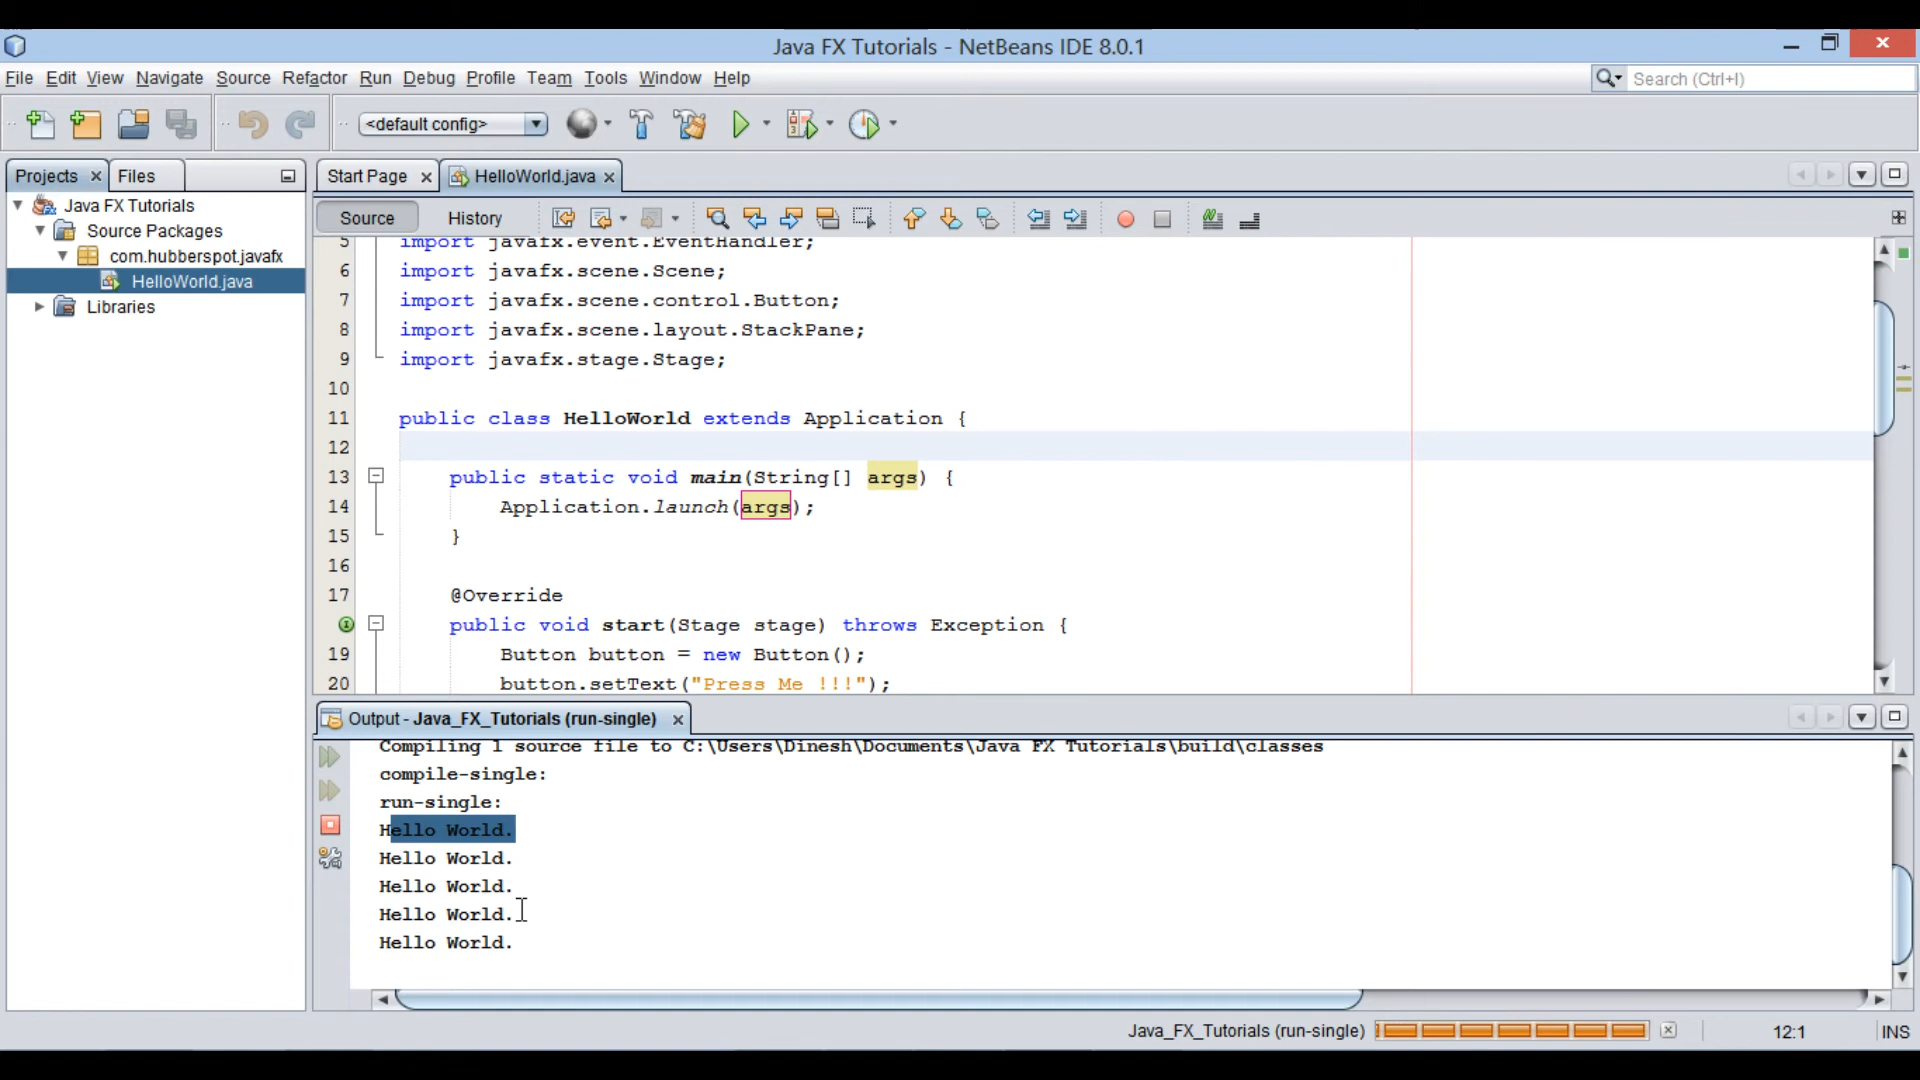 Java FX Tutorials - NetBeans IDE 8.0.1
File Edit View Navigate Source Refactor Run Debug Profile Team Tools Window Help
Search (Ctrl+I)
<default config>
Projects Files
Java FX Tutorials
Source Packages
com.hubberspot.javafx
HelloWorld.java
Libraries
Start Page HelloWorld.java
Source History
5 import javafx.event.EventHandler;
6 import javafx.scene.Scene;
7 import javafx.scene.control.Button;
8 import javafx.scene.layout.StackPane;
9 import javafx.stage.Stage;
10
11 public class HelloWorld extends Application {
12
13 public static void main(String[] args) {
14 Application.launch(args);
15 }
16
17 @Override
public void start(Stage stage) throws Exception {
19 Button button = new Button();
20 button.setText("Press Me !!!");
Output - Java_FX_Tutorials (run-single)
Compiling 1 source file to C:\Users\Dinesh\Documents\Java FX Tutorials\build\classes
compile-single:
run-single:
Hello World.
Hello World.
Hello World.
Hello World.
Hello World.
Java_FX_Tutorials (run-single) 12:1 INS